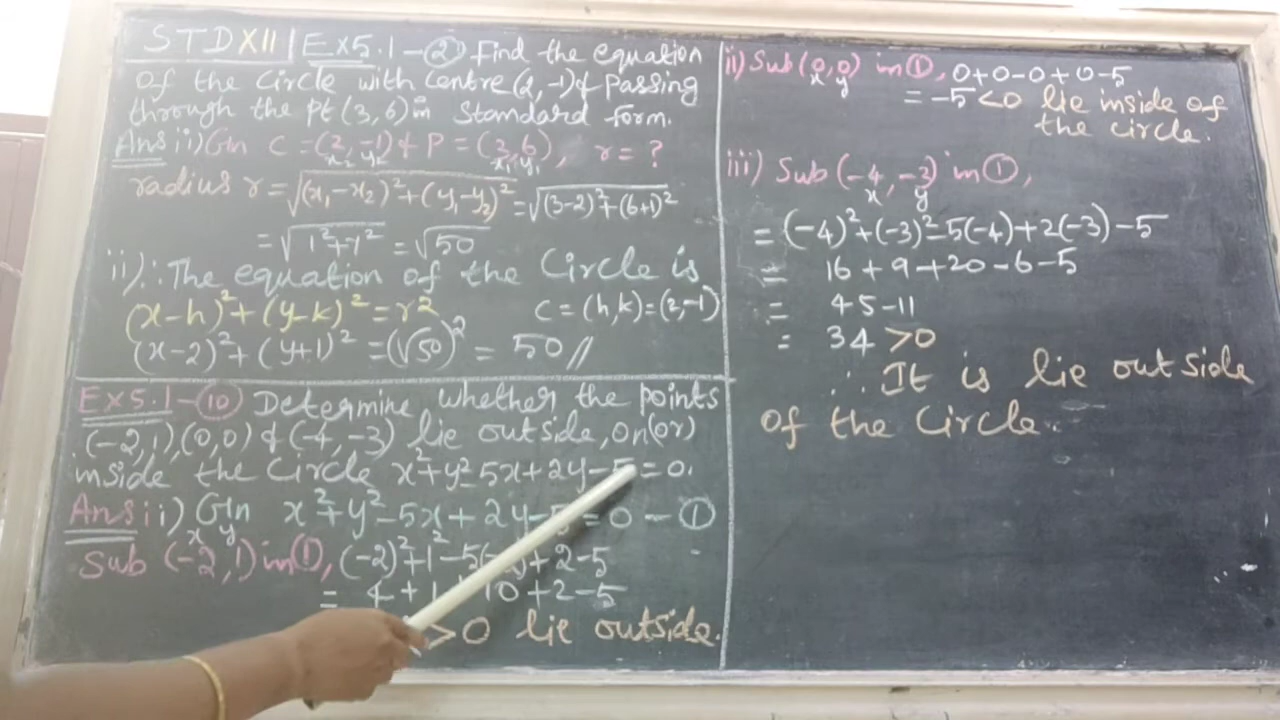 STD XII | EX 5.1 - ② Find the equation
of the Circle with Centre (2, -1) & Passing
through the pt (3, 6) in Standard form.
Ans ii) Gn C = (2, -1) & P = (3, 6), r = ?
x₂ y₂ x₁ y₁
radius r = √(x₁-x₂)²+(y₁-y₂)² = √(3-2)²+(6+1)²
= √1²+7² = √50
ii) ∴ The equation of the Circle is
(x-h)²+(y-k)²=r² C = (h, k) = (2, -1)
(x-2)²+(y+1)² = (√50)² = 50 //
EX 5.1 - ⑩ Determine whether the points
(-2, 1), (0, 0) & (-4, -3) lie outside, on (or)
inside the Circle x²+y²-5x+2y-5=0.
Ans ii) Gn x²+y²-5x+2y-5=0 - ①
x y
Sub (-2, 1) in ①, (-2)²+1²-5( )+2-5
= 4+1 10+2-5
>0 lie outside.
ii) Sub (0, 0) in ①, 0+0-0+0-5
x y
= -5<0 lie inside of
the circle.
iii) Sub (-4, -3) in ①,
x y
= (-4)²+(-3)²-5(-4)+2(-3)-5
= 16+9+20-6-5
= 45-11
= 34 >0
∴ It is lie out side
of the Circle